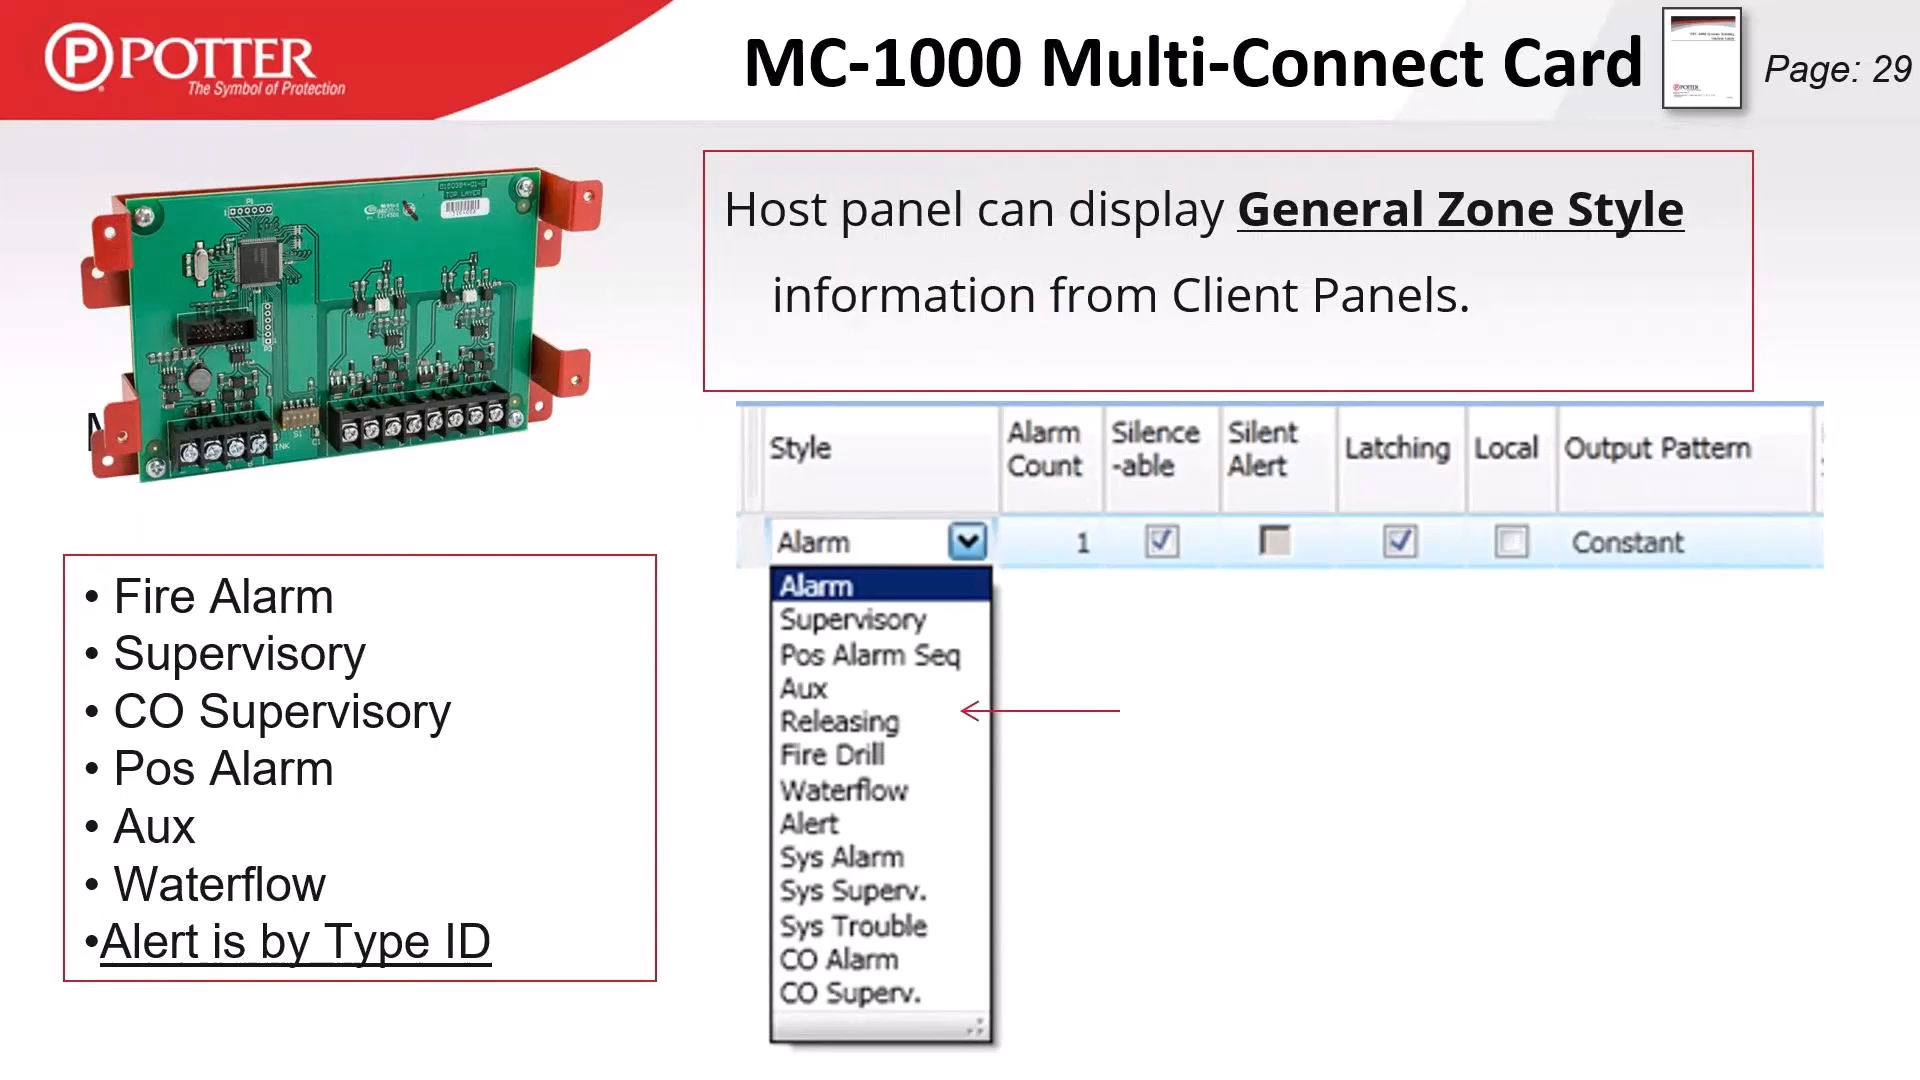 POTTER
The Symbol of Protection
MC-1000 Multi-Connect Card
Page: 29
Host panel can display General Zone Style
information from Client Panels.
• Fire Alarm
• Supervisory
• CO Supervisory
• Pos Alarm
• Aux
• Waterflow
•Alert is by Type ID
Style
Alarm Count
Silence-able
Silent Alert
Latching
Local
Output Pattern
Alarm
1
Constant
Alarm
Supervisory
Pos Alarm Seq
Aux
Releasing
Fire Drill
Waterflow
Alert
Sys Alarm
Sys Superv.
Sys Trouble
CO Alarm
CO Superv.